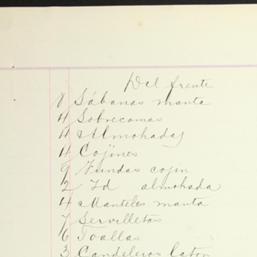 Del frente
8 Sábanas manta
4 Sobrecamas
4 Almohadas
4 Cojines
9 Fundas cojin
2 Id almohada
4 Manteles manta
7 Servilletas
6 Toallas
3 Candeleros laton